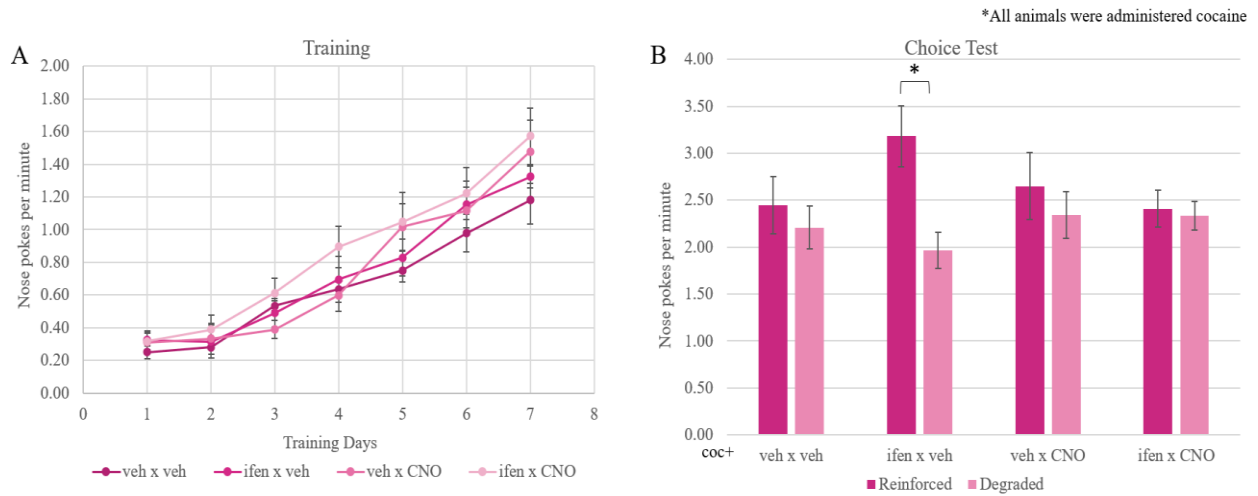 *All animals were administered cocaine
A
Training
Nose pokes per minute
2.00
1.80
1.60
1.40
1.20
1.00
0.80
0.60
0.40
0.20
0.00
0 1 2 3 4 5 6 7 8
Training Days
veh x veh ifen x veh veh x CNO ifen x CNO
B
Choice Test
*
Nose pokes per minute
4.00
3.50
3.00
2.50
2.00
1.50
1.00
0.50
0.00
coc+ veh x veh ifen x veh veh x CNO ifen x CNO
Reinforced Degraded